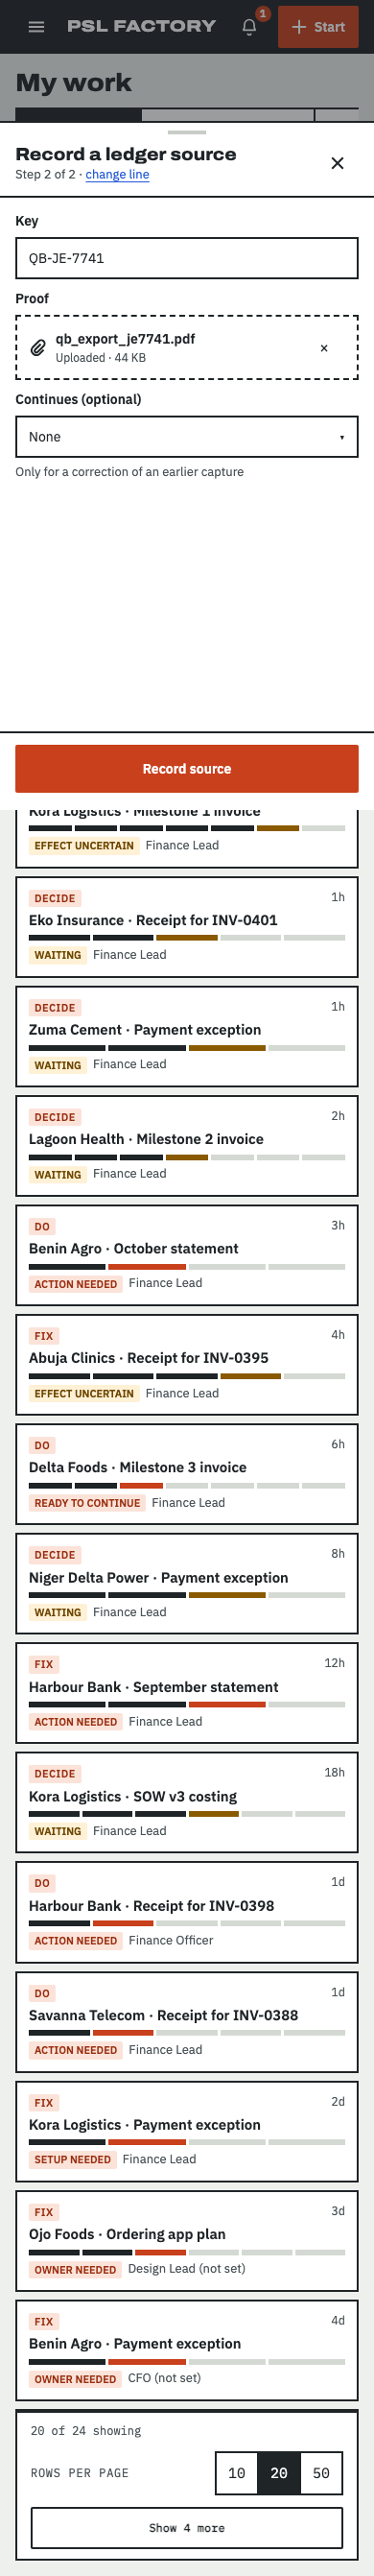 PSL FACTORY
1
Start
My work
Record a ledger source
Step 2 of 2 · change line
Key
QB-JE-7741
Proof
qb_export_je7741.pdf
Uploaded · 44 KB
Continues (optional)
None
Only for a correction of an earlier capture
Record source
Kora Logistics · Milestone 1 invoice
EFFECT UNCERTAIN Finance Lead
DECIDE 1h
Eko Insurance · Receipt for INV-0401
WAITING Finance Lead
DECIDE 1h
Zuma Cement · Payment exception
WAITING Finance Lead
DECIDE 2h
Lagoon Health · Milestone 2 invoice
WAITING Finance Lead
DO 3h
Benin Agro · October statement
ACTION NEEDED Finance Lead
FIX 4h
Abuja Clinics · Receipt for INV-0395
EFFECT UNCERTAIN Finance Lead
DO 6h
Delta Foods · Milestone 3 invoice
READY TO CONTINUE Finance Lead
DECIDE 8h
Niger Delta Power · Payment exception
WAITING Finance Lead
FIX 12h
Harbour Bank · September statement
ACTION NEEDED Finance Lead
DECIDE 18h
Kora Logistics · SOW v3 costing
WAITING Finance Lead
DO 1d
Harbour Bank · Receipt for INV-0398
ACTION NEEDED Finance Officer
DO 1d
Savanna Telecom · Receipt for INV-0388
ACTION NEEDED Finance Lead
FIX 2d
Kora Logistics · Payment exception
SETUP NEEDED Finance Lead
FIX 3d
Ojo Foods · Ordering app plan
OWNER NEEDED Design Lead (not set)
FIX 4d
Benin Agro · Payment exception
OWNER NEEDED CFO (not set)
20 of 24 showing
ROWS PER PAGE 10 20 50
Show 4 more